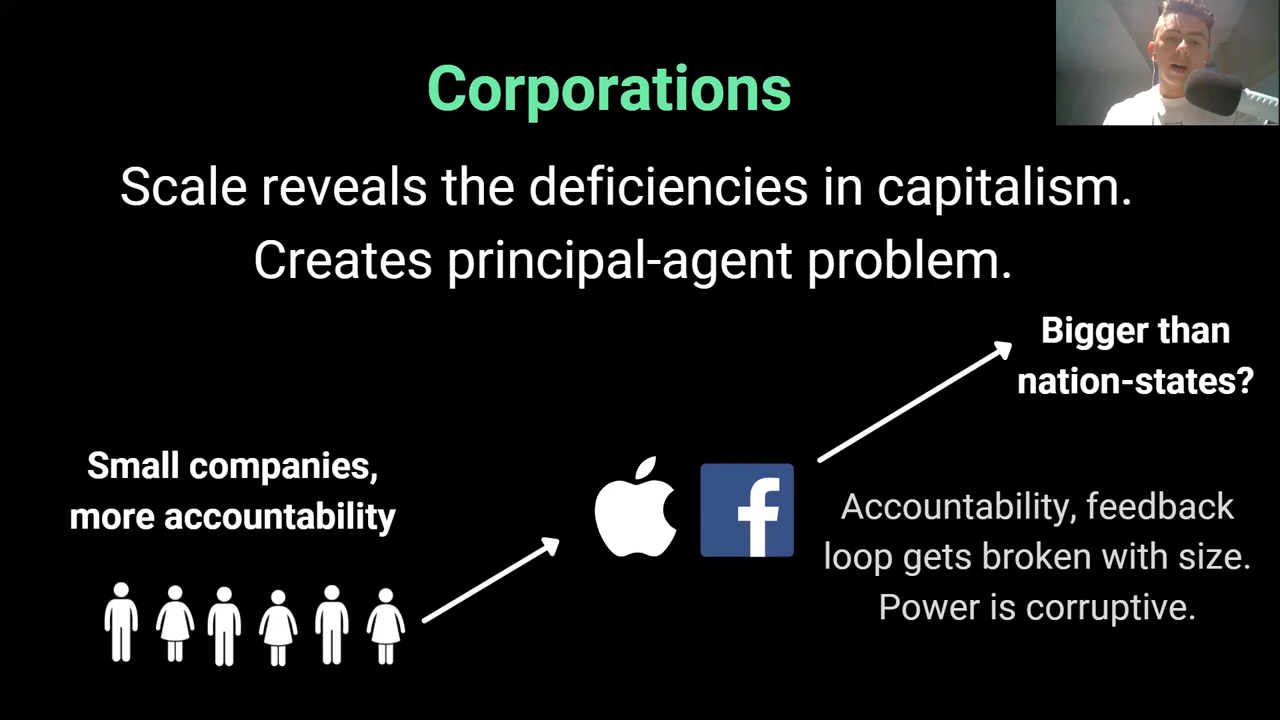 Corporations
Scale reveals the deficiencies in capitalism.
Creates principal-agent problem.
Bigger than
nation-states?
Small companies,
more accountability
Accountability, feedback
loop gets broken with size.
Power is corruptive.